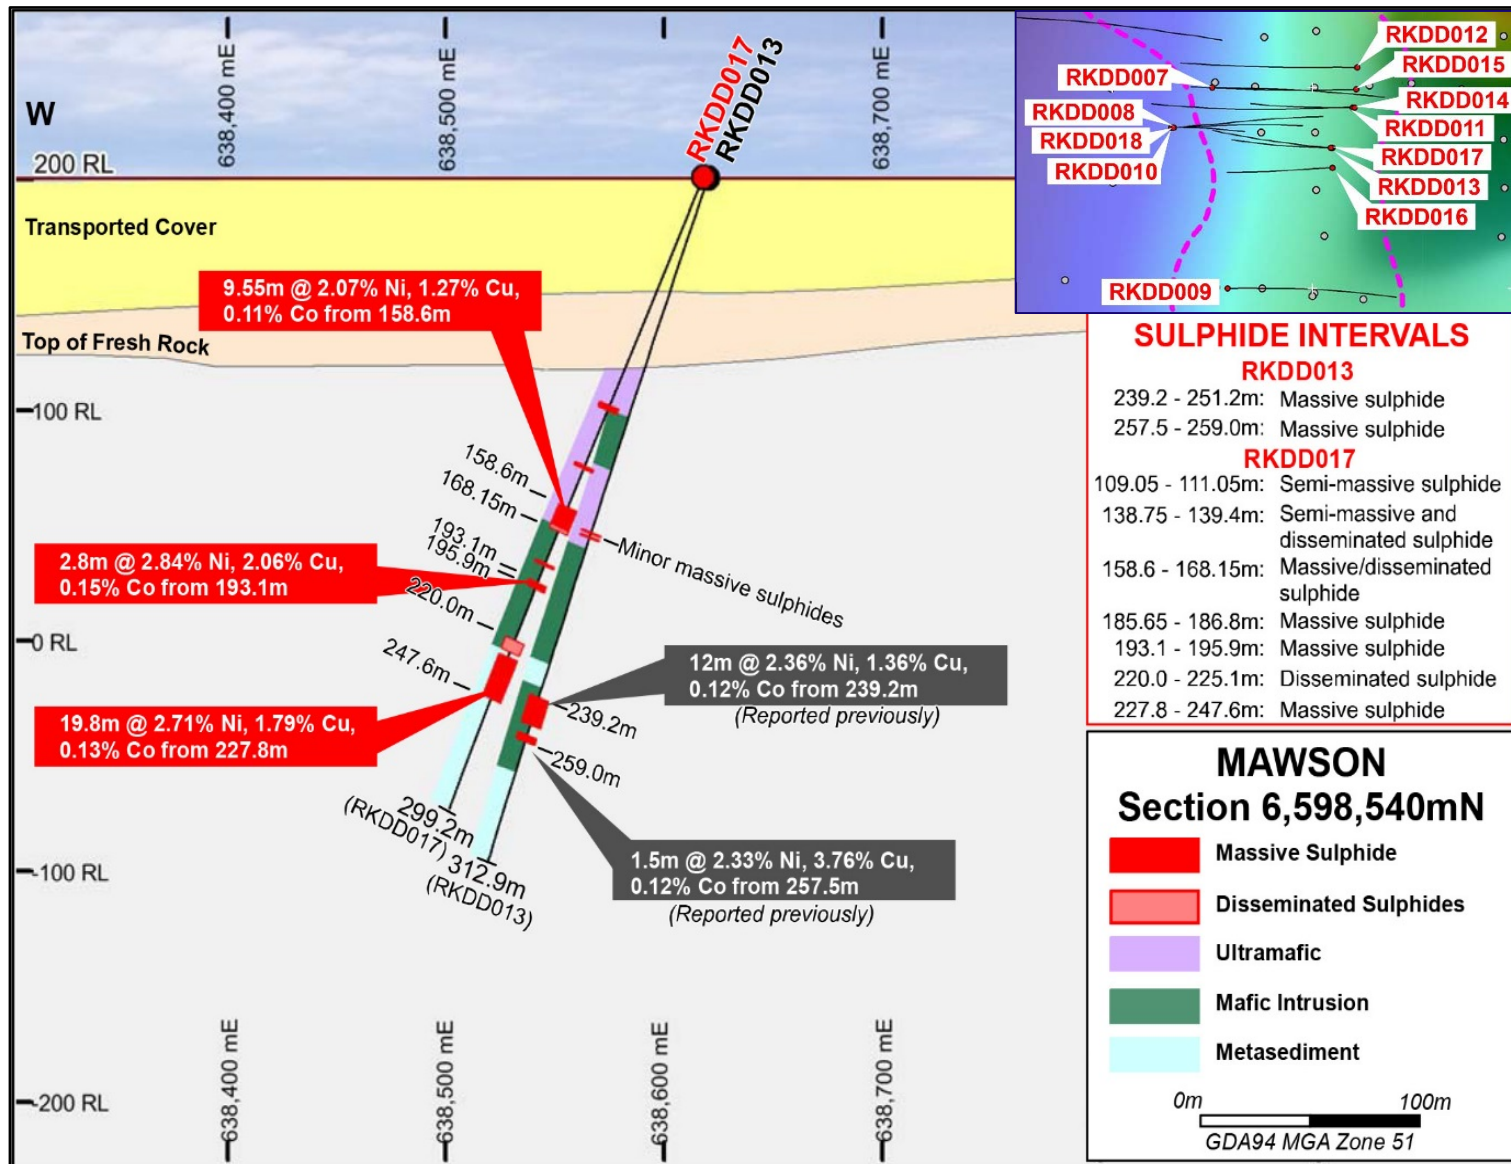 638,400 mE
638,500 mE
638,700 mE
RKDD017
RKDD013
W
200 RL
Transported Cover
9.55m @ 2.07% Ni, 1.27% Cu,
0.11% Co from 158.6m
Top of Fresh Rock
100 RL
158.6m
168.15m
193.1m
195.9m
Minor massive sulphides
2.8m @ 2.84% Ni, 2.06% Cu,
0.15% Co from 193.1m
220.0m
0 RL
247.6m
12m @ 2.36% Ni, 1.36% Cu,
0.12% Co from 239.2m
(Reported previously)
239.2m
19.8m @ 2.71% Ni, 1.79% Cu,
0.13% Co from 227.8m
259.0m
299.2m
(RKDD017)
312.9m
(RKDD013)
1.5m @ 2.33% Ni, 3.76% Cu,
0.12% Co from 257.5m
(Reported previously)
-100 RL
-200 RL
638,400 mE
638,500 mE
638,600 mE
638,700 mE
RKDD012
RKDD007
RKDD015
RKDD014
RKDD008
RKDD011
RKDD018
RKDD017
RKDD010
RKDD013
RKDD016
RKDD009
SULPHIDE INTERVALS
RKDD013
239.2 - 251.2m: Massive sulphide
257.5 - 259.0m: Massive sulphide
RKDD017
109.05 - 111.05m: Semi-massive sulphide
138.75 - 139.4m: Semi-massive and
disseminated sulphide
158.6 - 168.15m: Massive/disseminated
sulphide
185.65 - 186.8m: Massive sulphide
193.1 - 195.9m: Massive sulphide
220.0 - 225.1m: Disseminated sulphide
227.8 - 247.6m: Massive sulphide
MAWSON
Section 6,598,540mN
Massive Sulphide
Disseminated Sulphides
Ultramafic
Mafic Intrusion
Metasediment
0m 100m
GDA94 MGA Zone 51